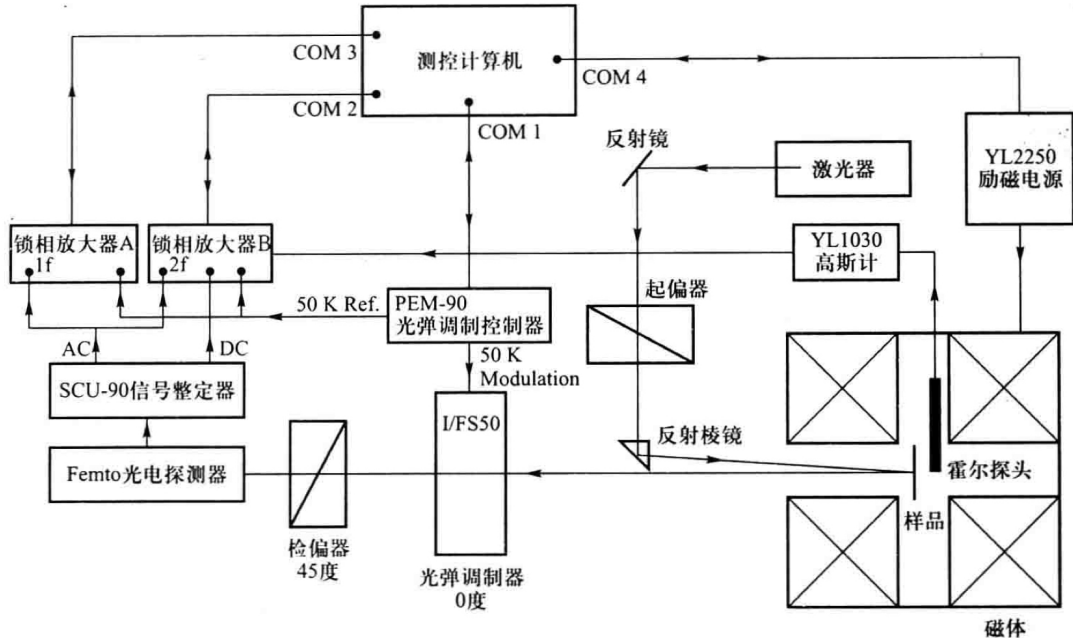 测控计算机
COM 3
COM 2
COM 1
COM 4
反射镜
激光器
YL2250
励磁电源
锁相放大器A
1f
锁相放大器B
2f
YL1030
高斯计
50 K Ref.
PEM-90
光弹调制控制器
起偏器
AC
DC
50 K
Modulation
SCU-90信号整定器
I/FS50
反射棱镜
Femto光电探测器
霍尔探头
样品
检偏器
45度
光弹调制器
0度
磁体